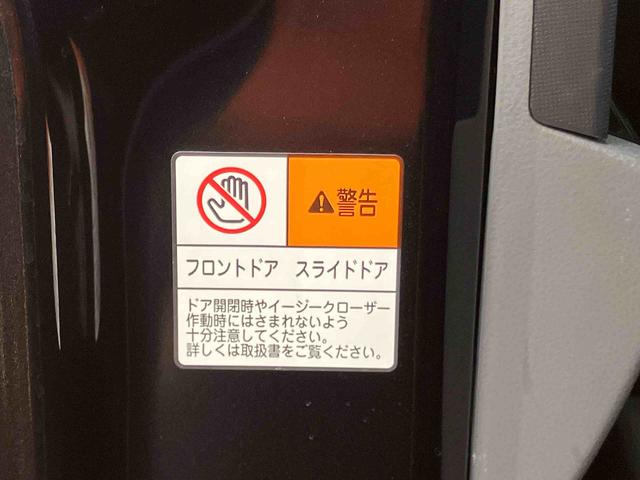 警告
フロントドア　スライドドア
ドア開閉時やイージークローザー
作動時にはさまれないよう
十分注意してください。
詳しくは取扱書をご覧ください。